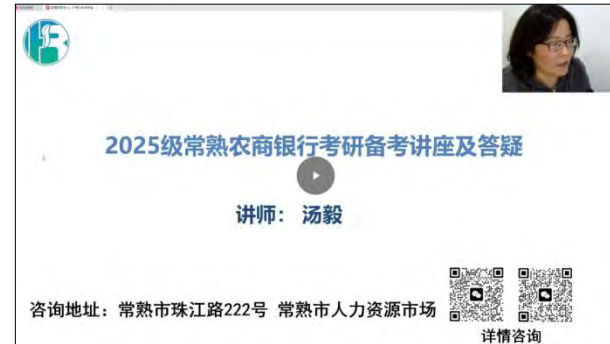 2025级常熟农商银行考研备考讲座及答疑
讲师： 汤毅
咨询地址：常熟市珠江路222号 常熟市人力资源市场
详情咨询